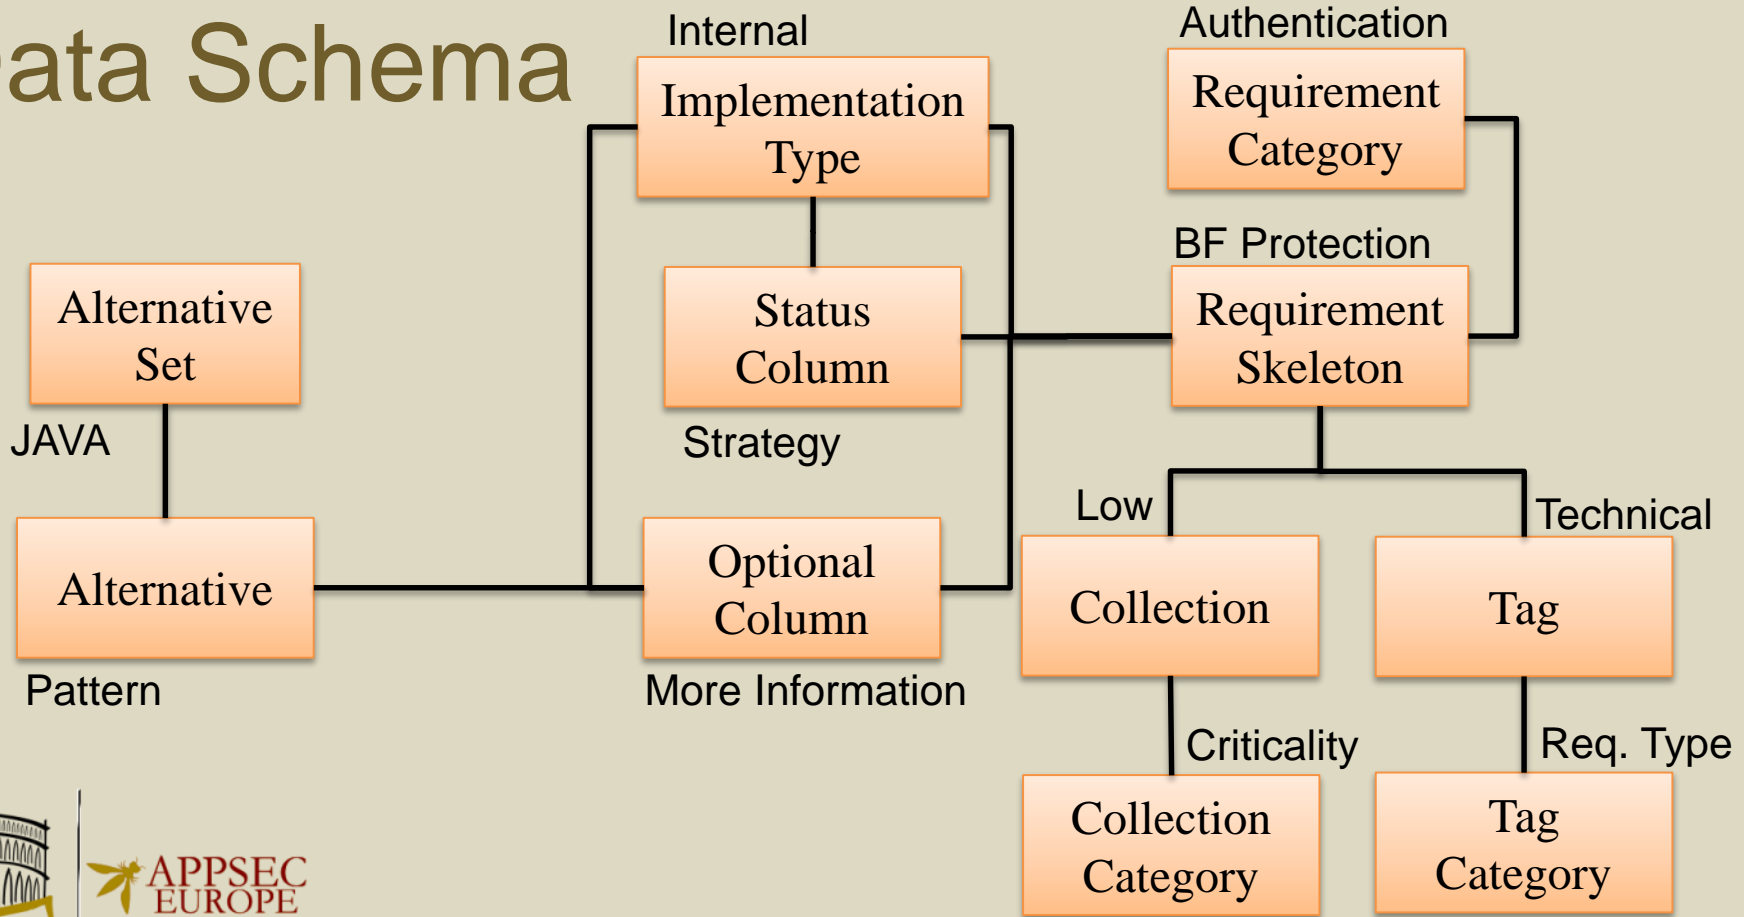 ata Schema
Internal
Implementation
Type
Authentication
Requirement
Category
BF Protection
Requirement
Skeleton
Alternative
Set
JAVA
Status
Column
Strategy
Alternative
Pattern
Optional
Column
More Information
Low
Collection
Technical
Tag
Criticality
Collection
Category
Req. Type
Tag
Category
APPSEC
EUROPE